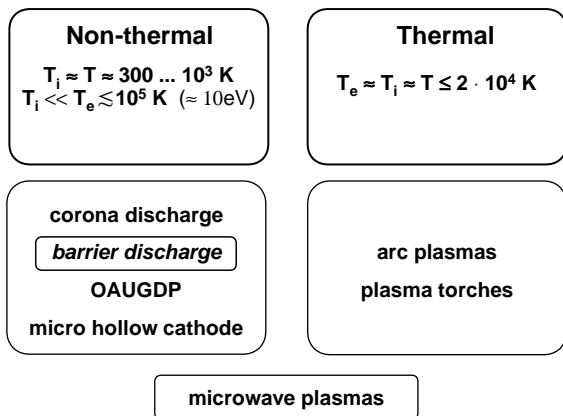 Non-thermal
Tᵢ ≈ T ≈ 300 ... 10³ K
Tᵢ << Tₑ ≲ 10⁵ K (≈ 10eV)
Thermal
Tₑ ≈ Tᵢ ≈ T ≤ 2 · 10⁴ K
corona discharge
barrier discharge
OAUGDP
micro hollow cathode
arc plasmas
plasma torches
microwave plasmas